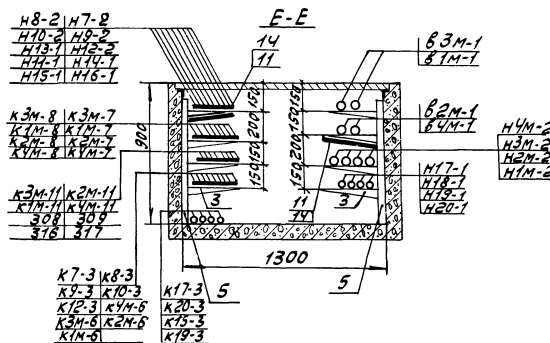 E-E
н8-2 н7-2
н10-2 н9-2
н13-1 н12-2
н11-1 н14-1
н15-1 н16-1
14
11
в3м-1
в1м-1
к3м-8 к3м-7
к1м-8 к1м-7
к2м-8 к2м-7
к4м-8 к4м-7
900
150
200
150
150
150
150
200
150
в2м-1
в4м-1
н4м-2
н3м-2
н2м-2
н1м-2
н17-1
н18-1
н19-1
н20-1
к3м-11 к2м-11
к1м-11 к4м-11
308 309
316 317
3
11
14
3
1300
5
5
к7-3 к8-3
к9-3 к10-3
к12-3 к4м-6
к3м-6 к2м-6
к1м-6
к17-3
к20-3
к15-3
к19-3